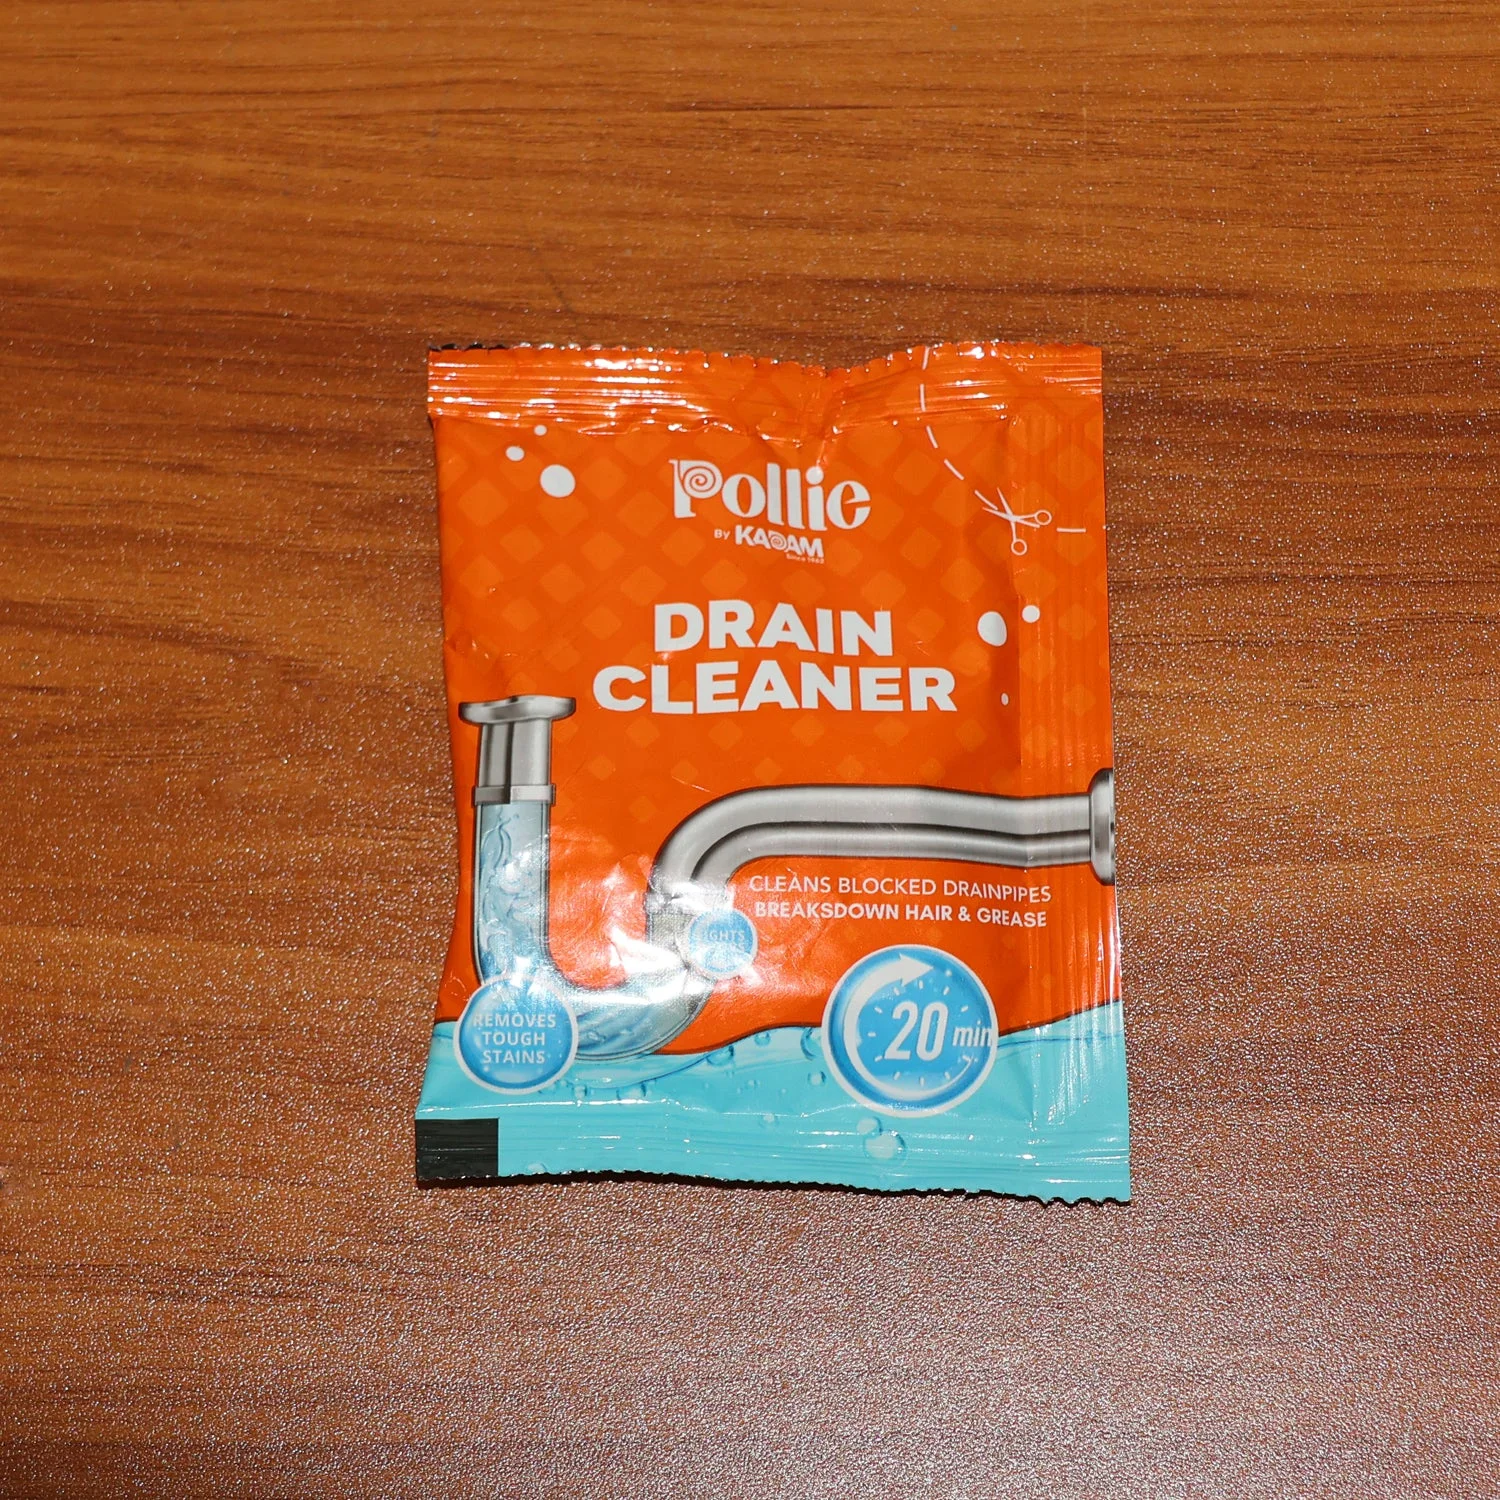 Pollie
BY KADAM
DRAIN
CLEANER
CLEANS BLOCKED DRAINPIPES
BREAKSDOWN HAIR & GREASE
REMOVES
TOUGH
STAINS
20 min